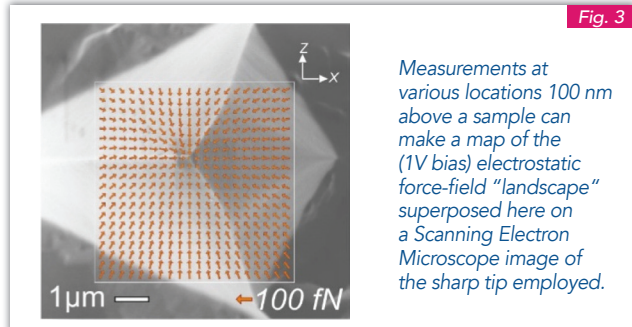 Fig. 3
z
x
1µm
100 fN
Measurements at
various locations 100 nm
above a sample can
make a map of the
(1V bias) electrostatic
force-field "landscape"
superposed here on
a Scanning Electron
Microscope image of
the sharp tip employed.